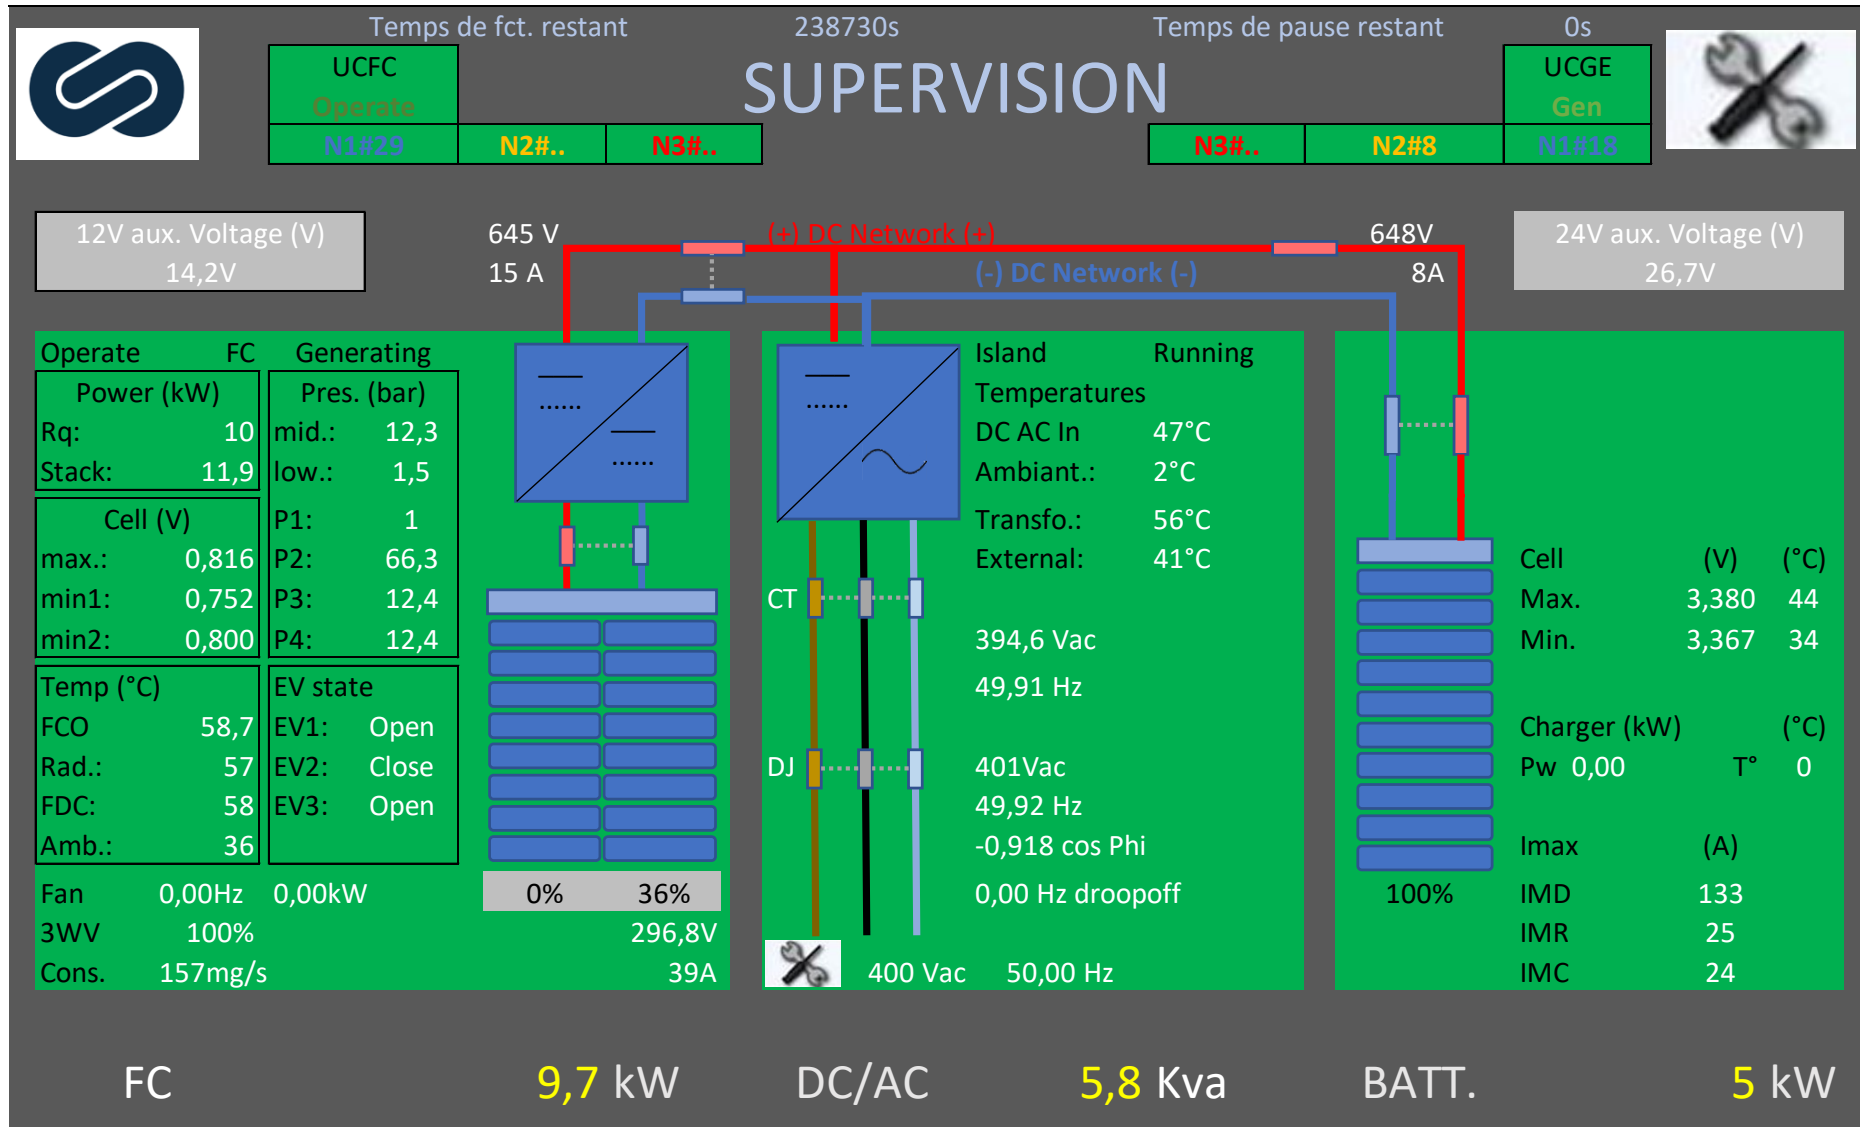 Temps de fct. restant 238730s Temps de pause restant 0s
UCFC
Operate
N1#29 N2#.. N3#..
SUPERVISION
UCGE
Gen
N3#.. N2#8 N1#18
12V aux. Voltage (V)
14,2V
645 V
15 A
(+) DC Network (+)
(-) DC Network (-)
648V
8A
24V aux. Voltage (V)
26,7V
Operate FC Generating
Power (kW)
Rq: 10
Stack: 11,9
Pres. (bar)
mid.: 12,3
low.: 1,5
P1: 1
P2: 66,3
P3: 12,4
P4: 12,4
Cell (V)
max.: 0,816
min1: 0,752
min2: 0,800
Temp (°C)
FCO 58,7
Rad.: 57
FDC: 58
Amb.: 36
EV state
EV1: Open
EV2: Close
EV3: Open
Fan 0,00Hz 0,00kW
3WV 100%
Cons. 157mg/s
0% 36%
296,8V
39A
Island Running
Temperatures
DC AC In 47°C
Ambiant.: 2°C
Transfo.: 56°C
External: 41°C
CT
394,6 Vac
49,91 Hz
DJ
401Vac
49,92 Hz
-0,918 cos Phi
0,00 Hz droopoff
400 Vac 50,00 Hz
100%
Cell (V) (°C)
Max. 3,380 44
Min. 3,367 34
Charger (kW) (°C)
Pw 0,00 T° 0
Imax (A)
IMD 133
IMR 25
IMC 24
FC 9,7 kW DC/AC 5,8 Kva BATT. 5 kW